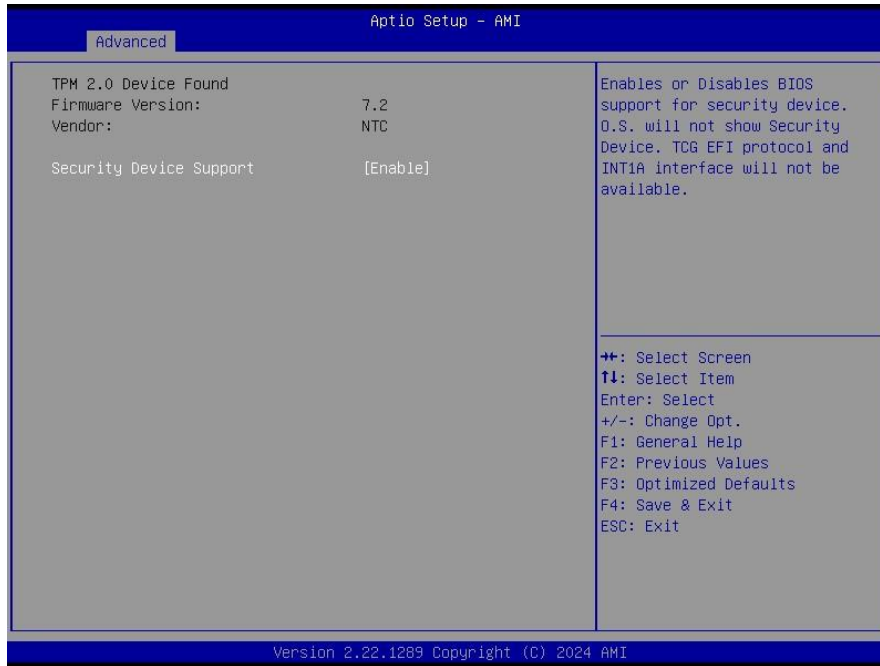 Aptio Setup - AMI
Advanced
TPM 2.0 Device Found
Firmware Version: 7.2
Vendor: NTC
Security Device Support [Enable]
Enables or Disables BIOS
support for security device.
O.S. will not show Security
Device. TCG EFI protocol and
INT1A interface will not be
available.
→←: Select Screen
↑↓: Select Item
Enter: Select
+/-: Change Opt.
F1: General Help
F2: Previous Values
F3: Optimized Defaults
F4: Save & Exit
ESC: Exit
Version 2.22.1289 Copyright (C) 2024 AMI